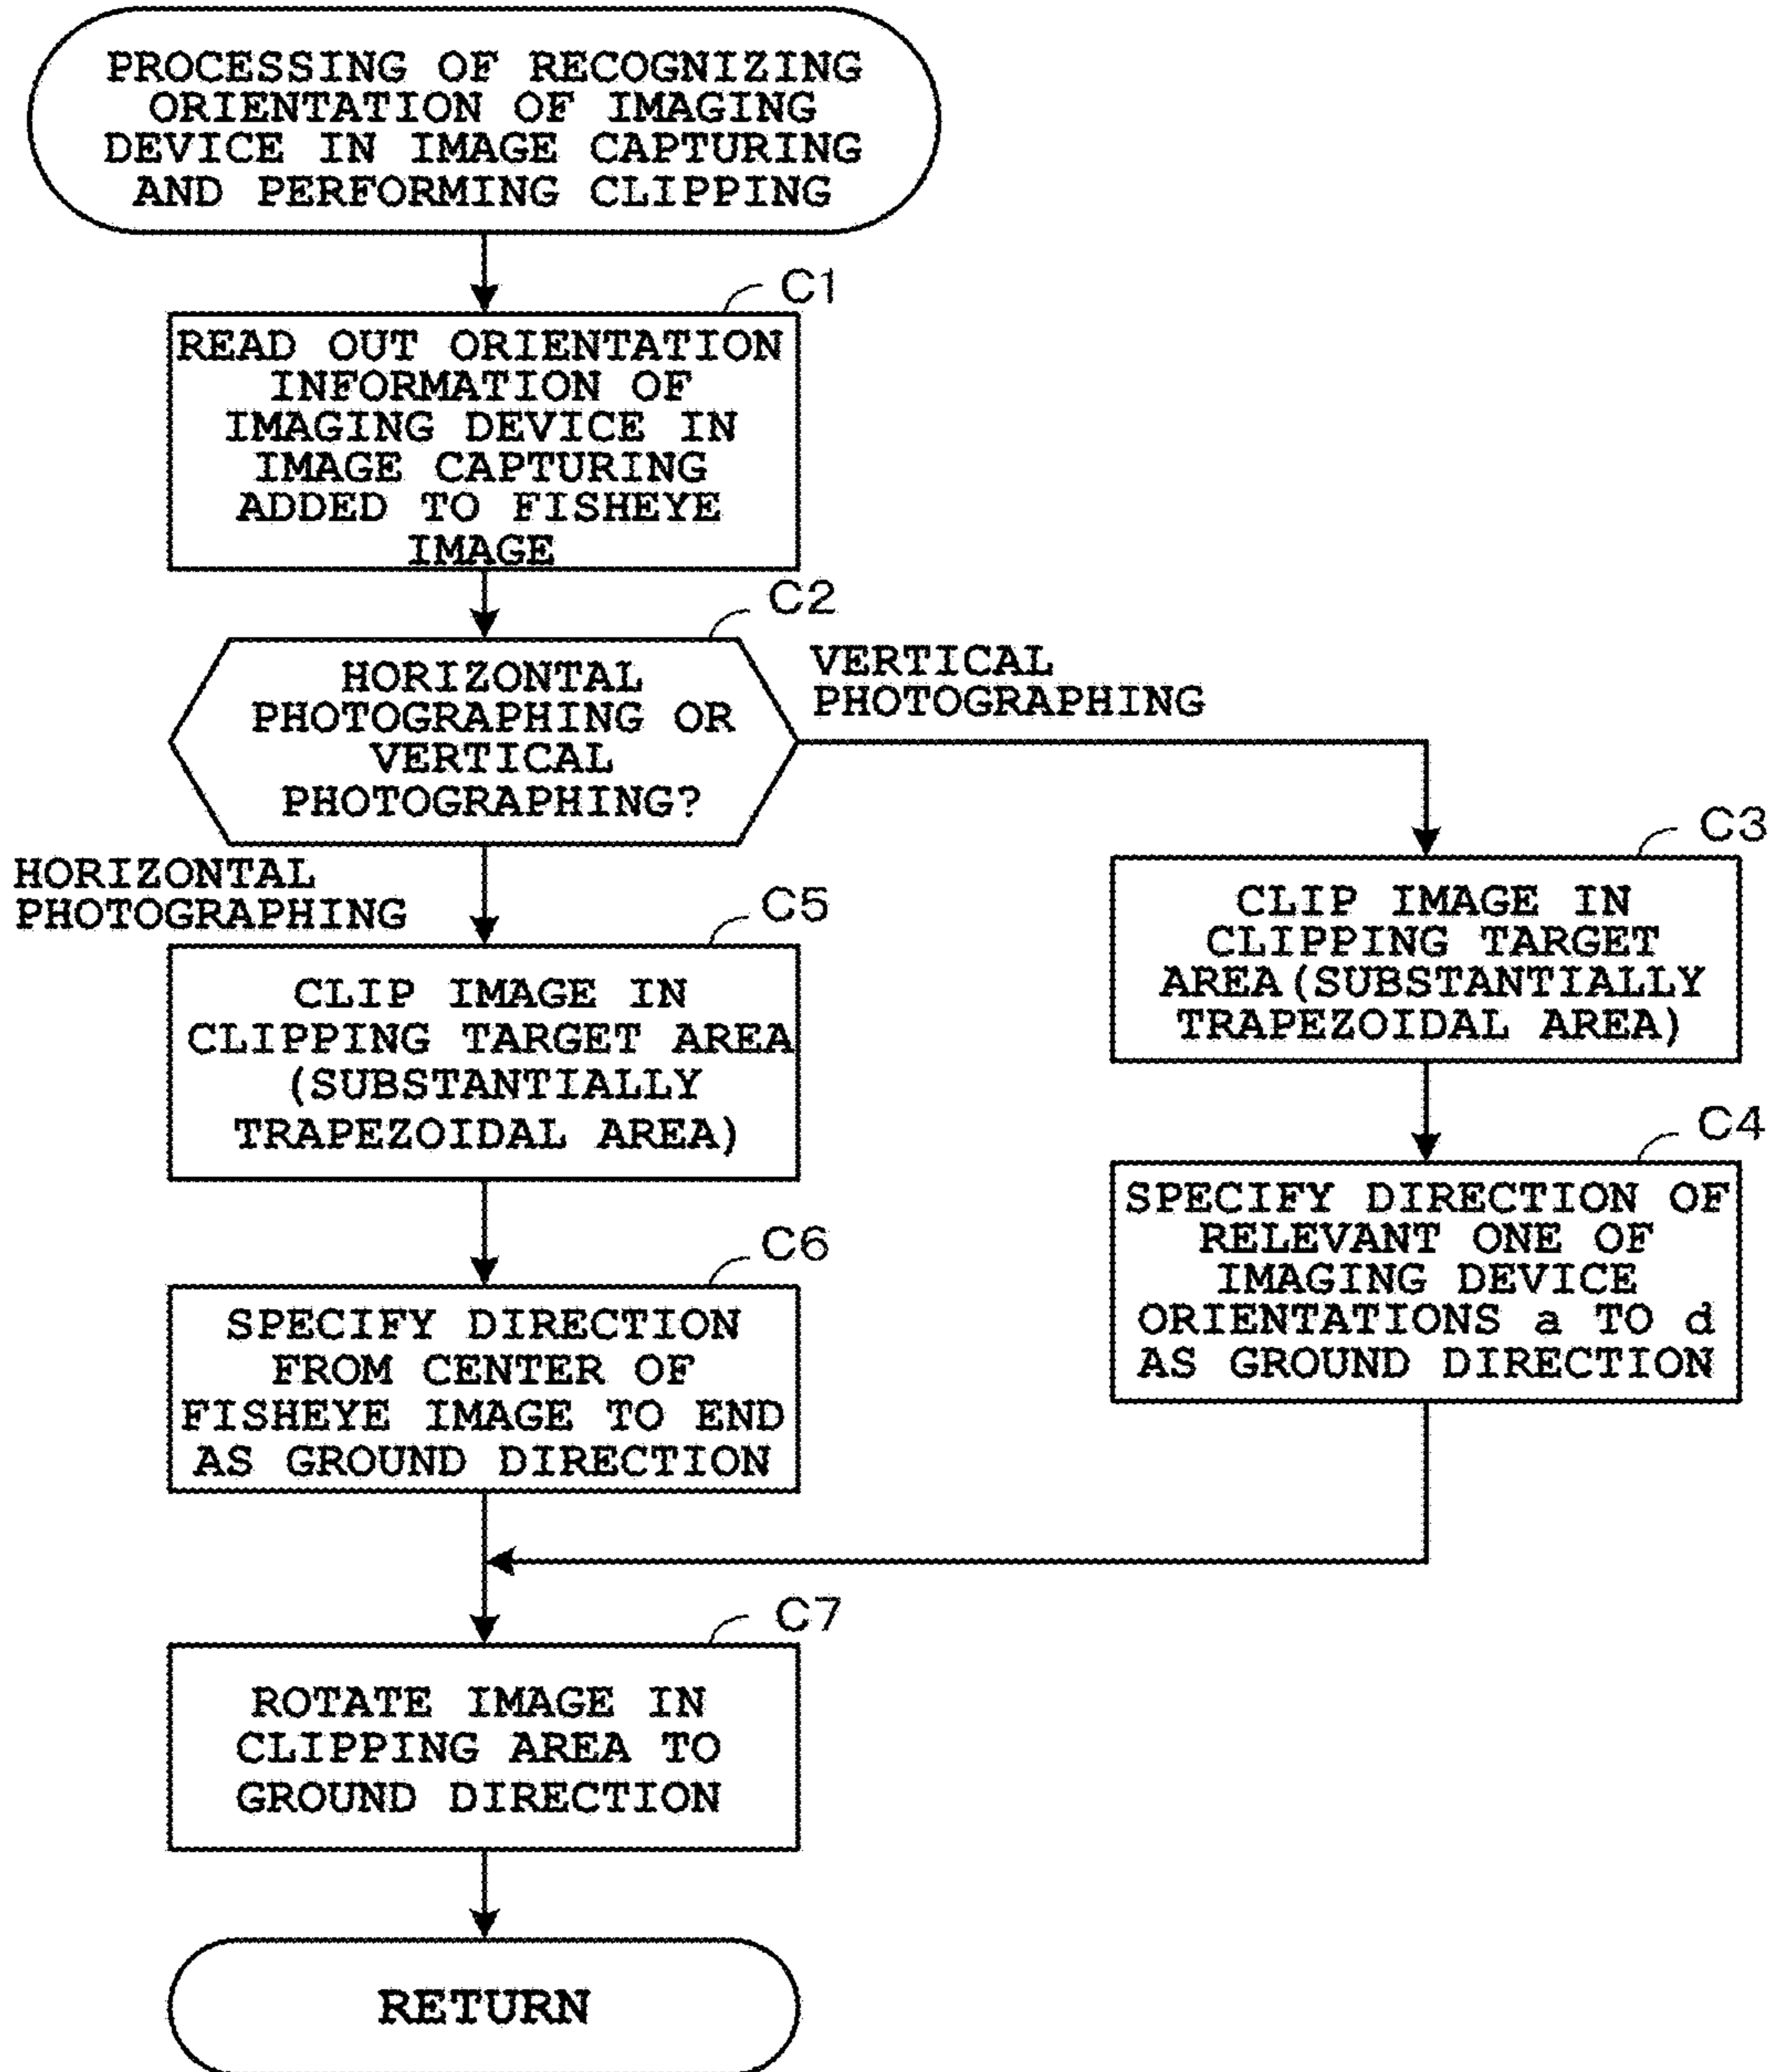 PROCESSING OF RECOGNIZING
ORIENTATION OF IMAGING
DEVICE IN IMAGE CAPTURING
AND PERFORMING CLIPPING
C1
READ OUT ORIENTATION
INFORMATION OF
IMAGING DEVICE IN
IMAGE CAPTURING
ADDED TO FISHEYE
IMAGE
C2
HORIZONTAL
PHOTOGRAPHING OR
VERTICAL
PHOTOGRAPHING?
VERTICAL
PHOTOGRAPHING
C3
CLIP IMAGE IN
CLIPPING TARGET
AREA(SUBSTANTIALLY
TRAPEZOIDAL AREA)
C4
SPECIFY DIRECTION OF
RELEVANT ONE OF
IMAGING DEVICE
ORIENTATIONS a TO d
AS GROUND DIRECTION
HORIZONTAL
PHOTOGRAPHING
C5
CLIP IMAGE IN
CLIPPING TARGET AREA
(SUBSTANTIALLY
TRAPEZOIDAL AREA)
C6
SPECIFY DIRECTION
FROM CENTER OF
FISHEYE IMAGE TO END
AS GROUND DIRECTION
C7
ROTATE IMAGE IN
CLIPPING AREA TO
GROUND DIRECTION
RETURN